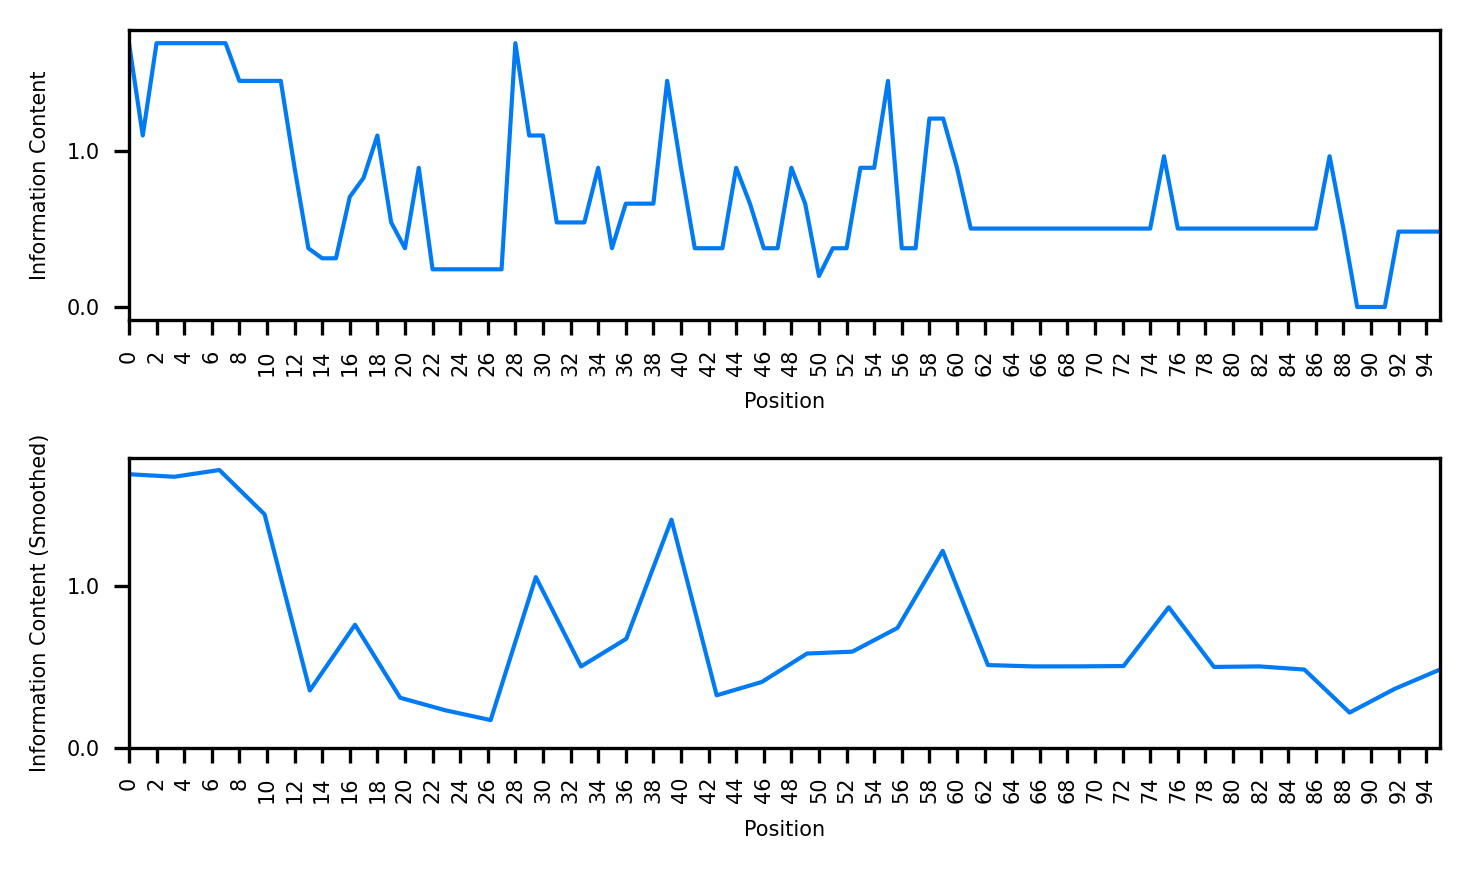 Information Content
1.0
0.0
0 2 4 6 8 10 12 14 16 18 20 22 24 26 28 30 32 34 36 38 40 42 44 46 48 50 52 54 56 58 60 62 64 66 68 70 72 74 76 78 80 82 84 86 88 90 92 94
Position
Information Content (Smoothed)
1.0
0.0
0 2 4 6 8 10 12 14 16 18 20 22 24 26 28 30 32 34 36 38 40 42 44 46 48 50 52 54 56 58 60 62 64 66 68 70 72 74 76 78 80 82 84 86 88 90 92 94
Position